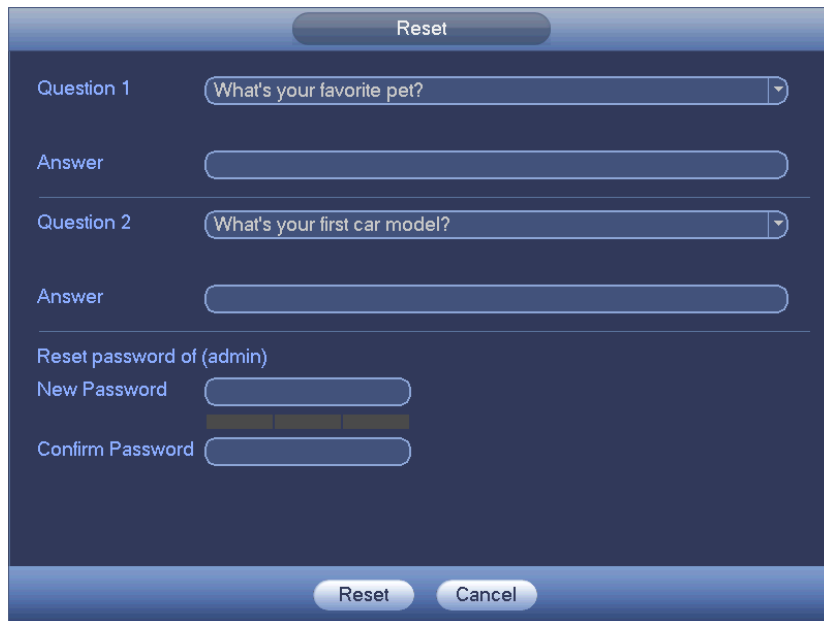 Reset
Question 1 What's your favorite pet?
Answer
Question 2 What's your first car model?
Answer
Reset password of (admin)
New Password
Confirm Password
Reset Cancel